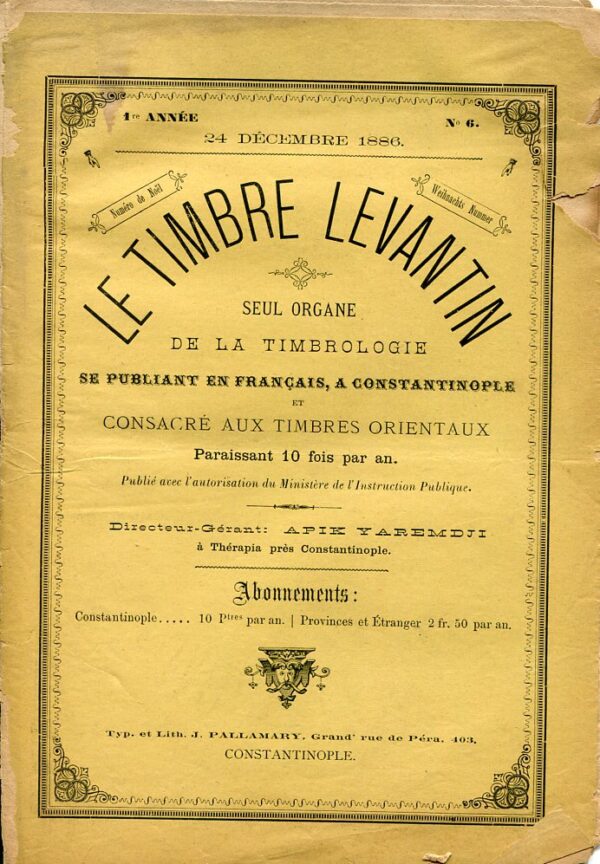 1re ANNÉE
No 6.
24 DÉCEMBRE 1886.
Numéro de Noël
Weihnachts Nummer
LE TIMBRE LEVANTIN
SEUL ORGANE
DE LA TIMBROLOGIE
SE PUBLIANT EN FRANÇAIS, A CONSTANTINOPLE
ET
CONSACRÉ AUX TIMBRES ORIENTAUX
Paraissant 10 fois par an.
Publié avec l'autorisation du Ministère de l'Instruction Publique.
Directeur-Gérant: APIK YAREMDJI
à Thérapia près Constantinople.
Abonnements:
Constantinople..... 10 Ptres par an. | Provinces et Étranger 2 fr. 50 par an.
Typ. et Lith. J. PALLAMARY, Grand' rue de Péra. 403,
CONSTANTINOPLE.